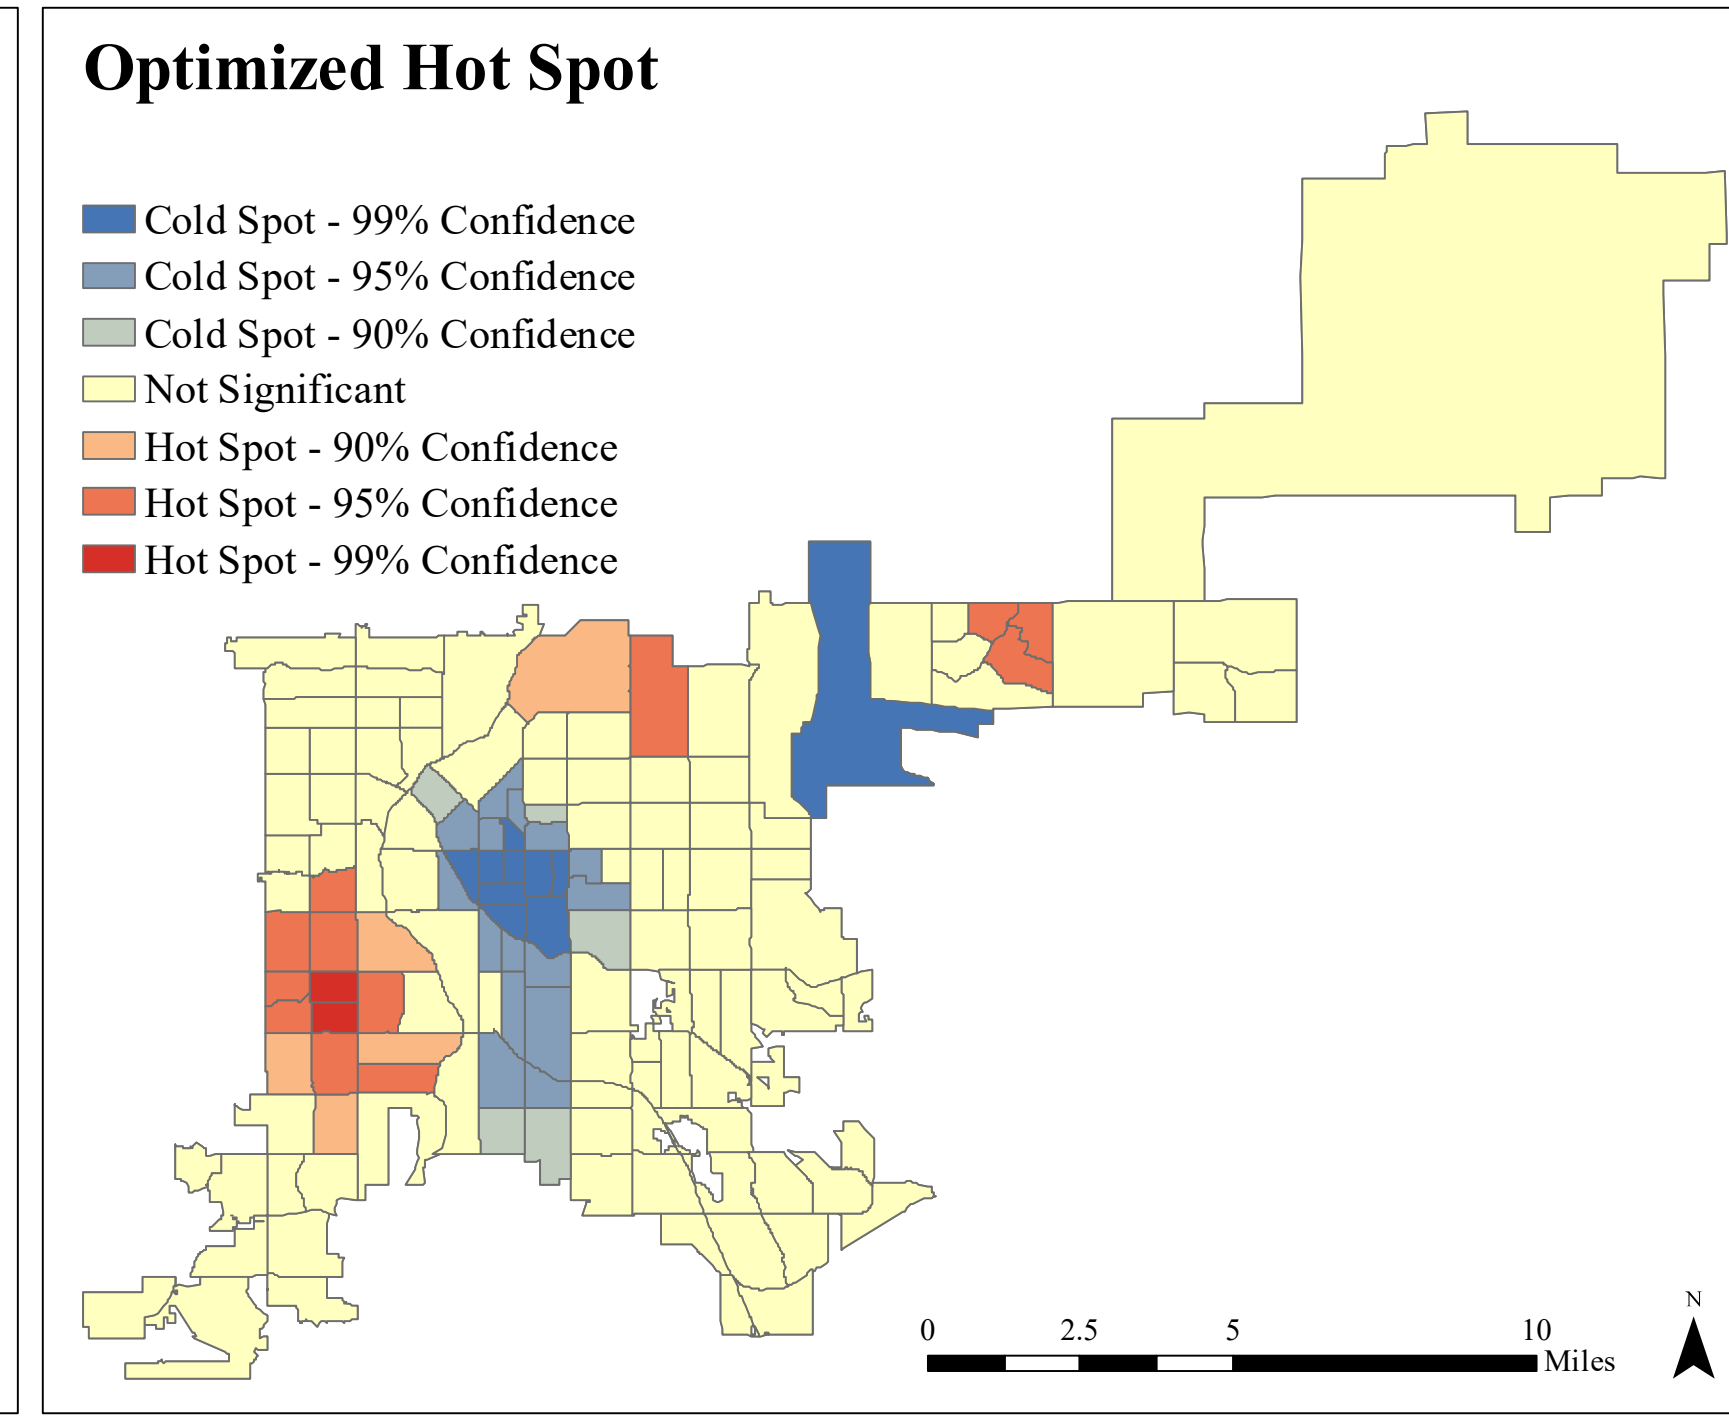 Optimized Hot Spot
Cold Spot - 99% Confidence
Cold Spot - 95% Confidence
Cold Spot - 90% Confidence
Not Significant
Hot Spot - 90% Confidence
Hot Spot - 95% Confidence
Hot Spot - 99% Confidence
N
0 2.5 5 10
Miles